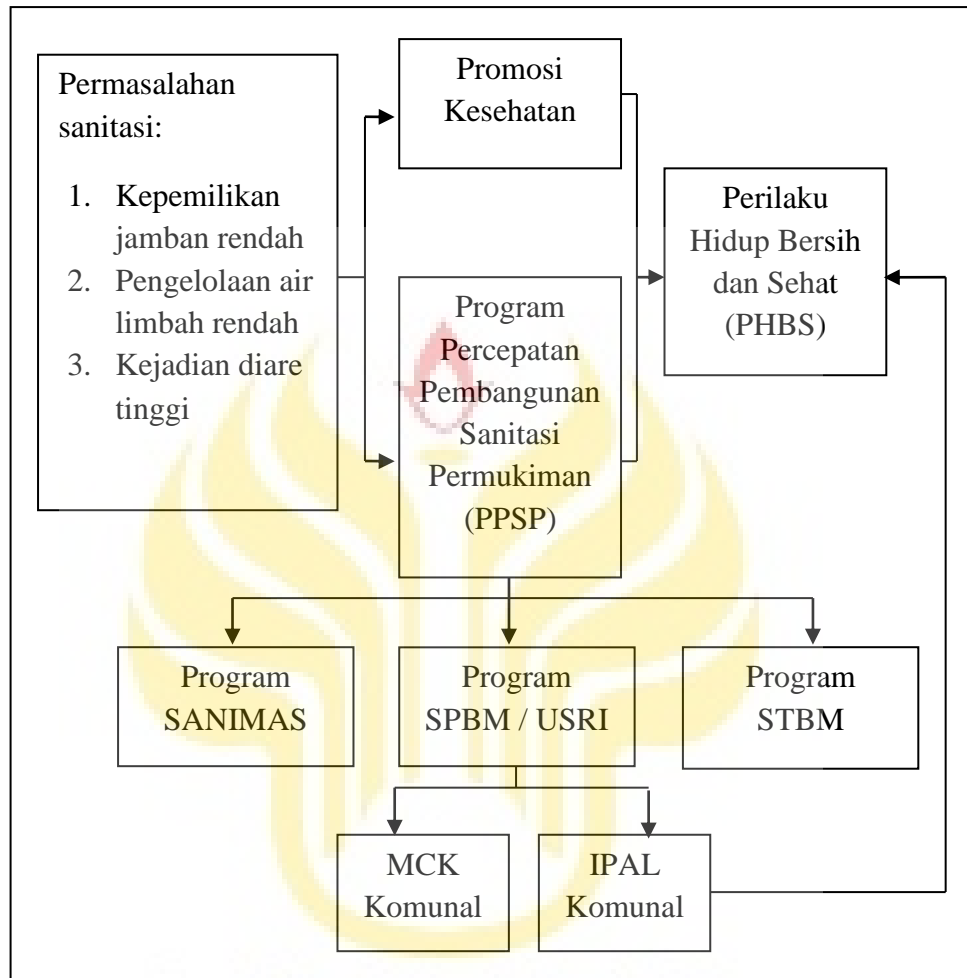 Permasalahan
sanitasi:
1. Kepemilikan
jamban rendah
2. Pengelolaan air
limbah rendah
3. Kejadian diare
tinggi
Promosi
Kesehatan
Program
Percepatan
Pembangunan
Sanitasi
Permukiman
(PPSP)
Perilaku
Hidup Bersih
dan Sehat
(PHBS)
Program
SANIMAS
Program
SPBM / USRI
Program
STBM
MCK
Komunal
IPAL
Komunal